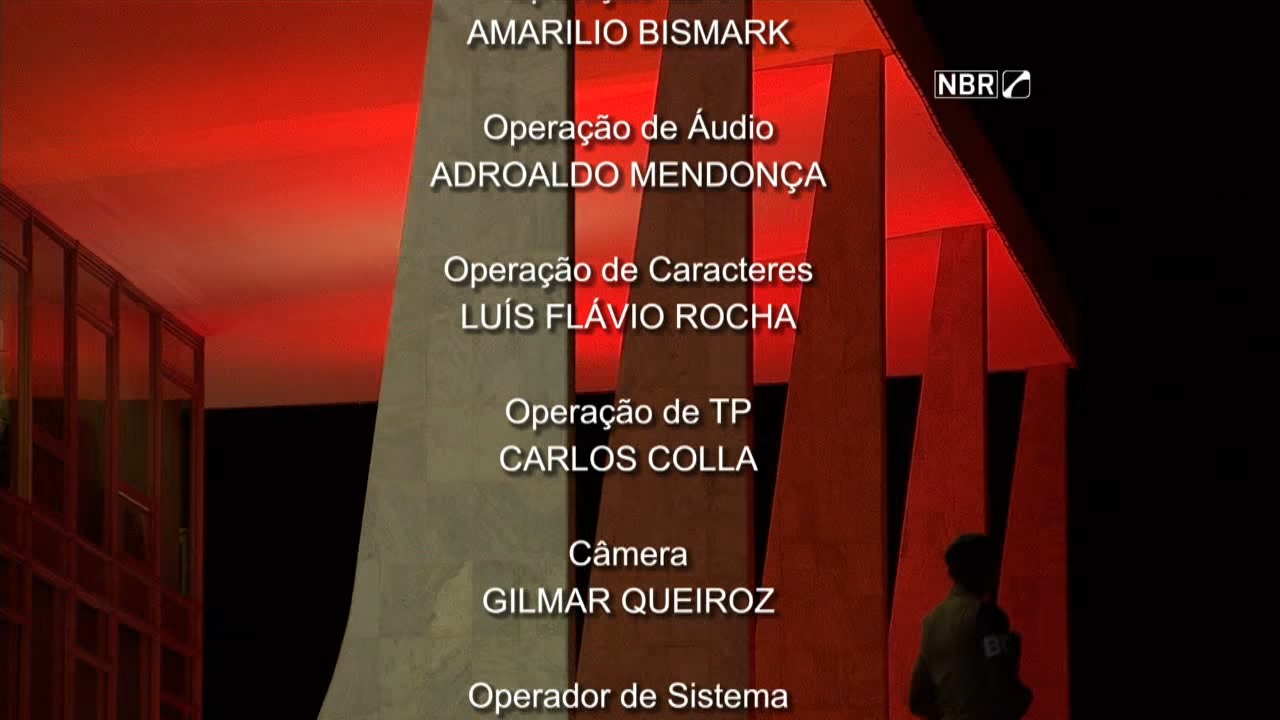 AMARILIO BISMARK
NBR
Operação de Áudio
ADROALDO MENDONÇA
Operação de Caracteres
LUÍS FLÁVIO ROCHA
Operação de TP
CARLOS COLLA
Câmera
GILMAR QUEIROZ
Operador de Sistema